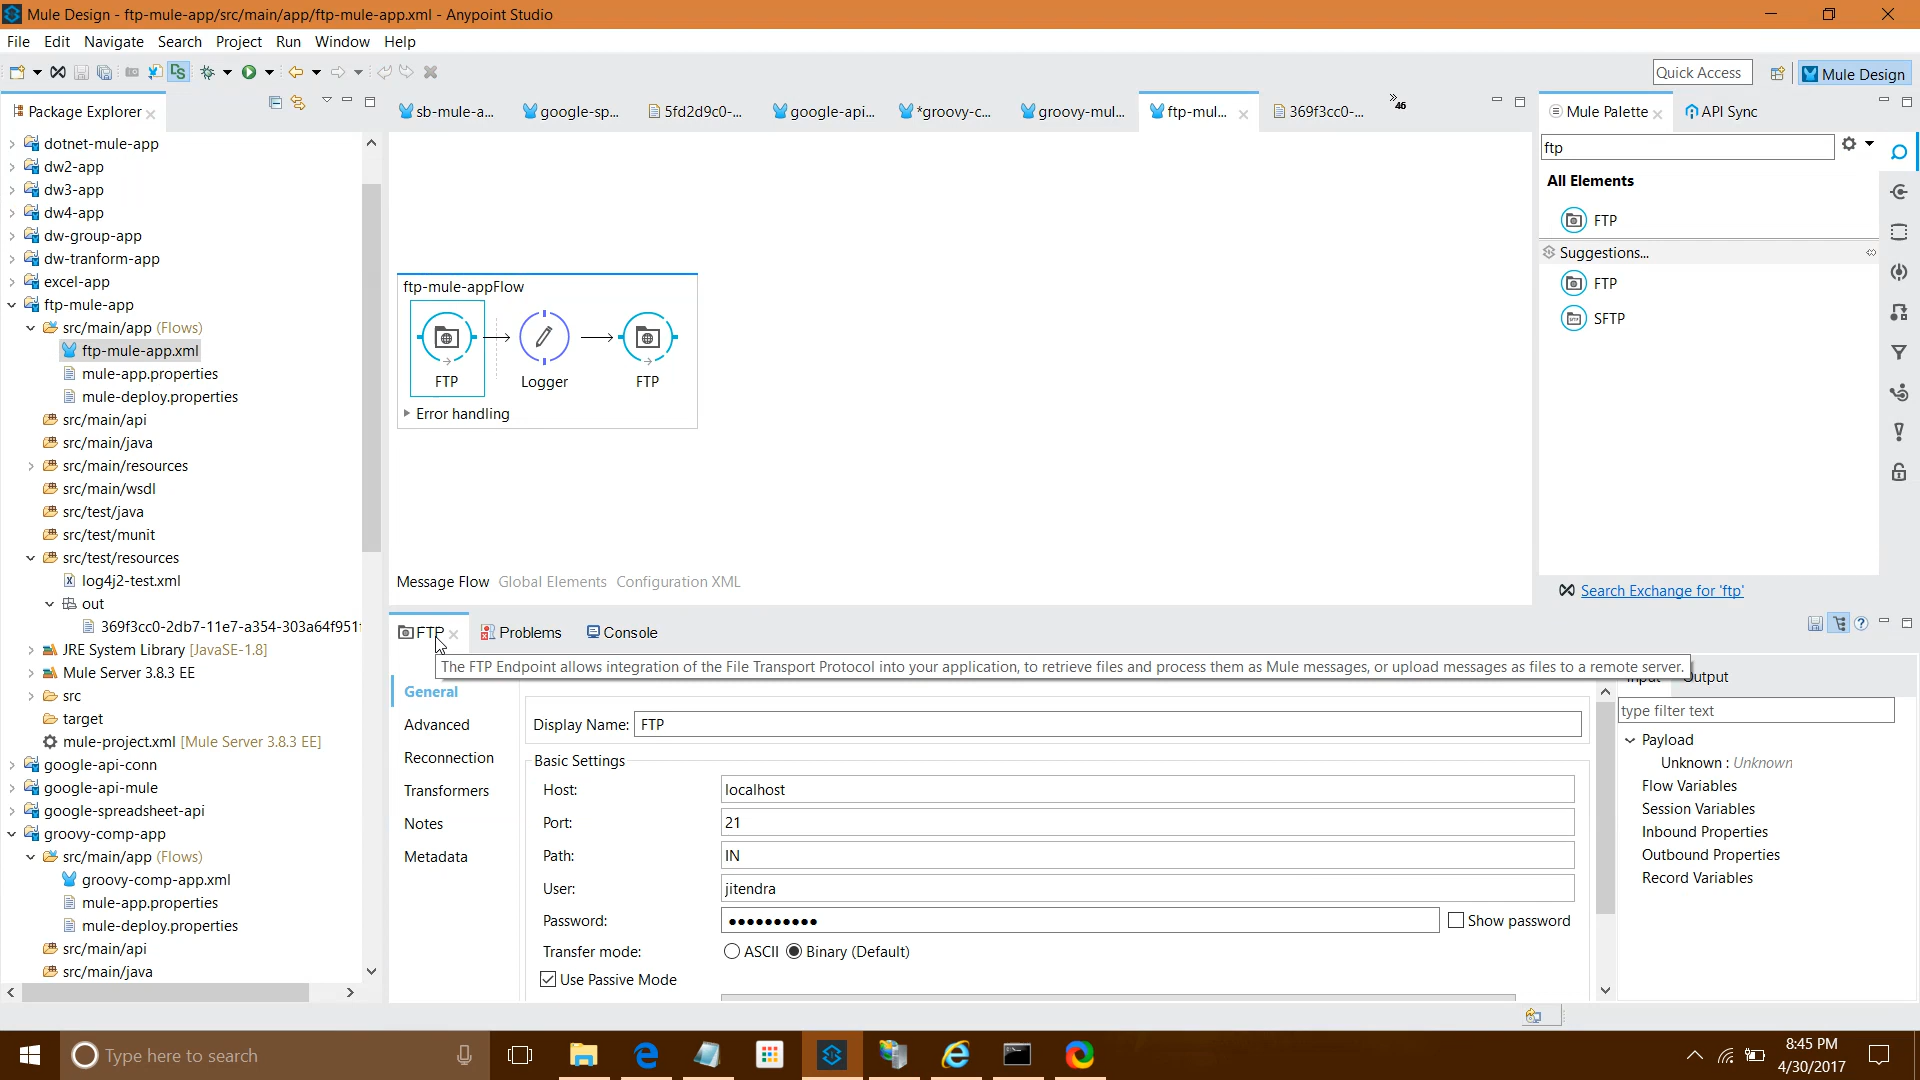 Mule Design - ftp-mule-app/src/main/app/ftp-mule-app.xml - Anypoint Studio
File Edit Navigate Search Project Run Window Help
Quick Access
Mule Design
Package Explorer
sb-mule-a... google-sp... 5fd2d9c0-... google-api... *groovy-c... groovy-mul... ftp-mul... 369f3cc0-... »46
Mule Palette API Sync
ftp
All Elements
FTP
Suggestions...
FTP
SFTP
Search Exchange for 'ftp'
dotnet-mule-app
dw2-app
dw3-app
dw4-app
dw-group-app
dw-tranform-app
excel-app
ftp-mule-app
src/main/app (Flows)
ftp-mule-app.xml
mule-app.properties
mule-deploy.properties
src/main/api
src/main/java
src/main/resources
src/main/wsdl
src/test/java
src/test/munit
src/test/resources
log4j2-test.xml
out
369f3cc0-2db7-11e7-a354-303a64f951
JRE System Library [JavaSE-1.8]
Mule Server 3.8.3 EE
src
target
mule-project.xml [Mule Server 3.8.3 EE]
google-api-conn
google-api-mule
google-spreadsheet-api
groovy-comp-app
src/main/app (Flows)
groovy-comp-app.xml
mule-app.properties
mule-deploy.properties
src/main/api
src/main/java
ftp-mule-appFlow
FTP Logger FTP
Error handling
Message Flow Global Elements Configuration XML
FTP Problems Console
The FTP Endpoint allows integration of the File Transport Protocol into your application, to retrieve files and process them as Mule messages, or upload messages as files to a remote server.
General
Advanced
Reconnection
Transformers
Notes
Metadata
Display Name: FTP
Basic Settings
Host: localhost
Port: 21
Path: IN
User: jitendra
Password: ●●●●●●●●●● Show password
Transfer mode: ASCII Binary (Default)
Use Passive Mode
Input Output
type filter text
Payload
Unknown : Unknown
Flow Variables
Session Variables
Inbound Properties
Outbound Properties
Record Variables
Type here to search
8:45 PM
4/30/2017